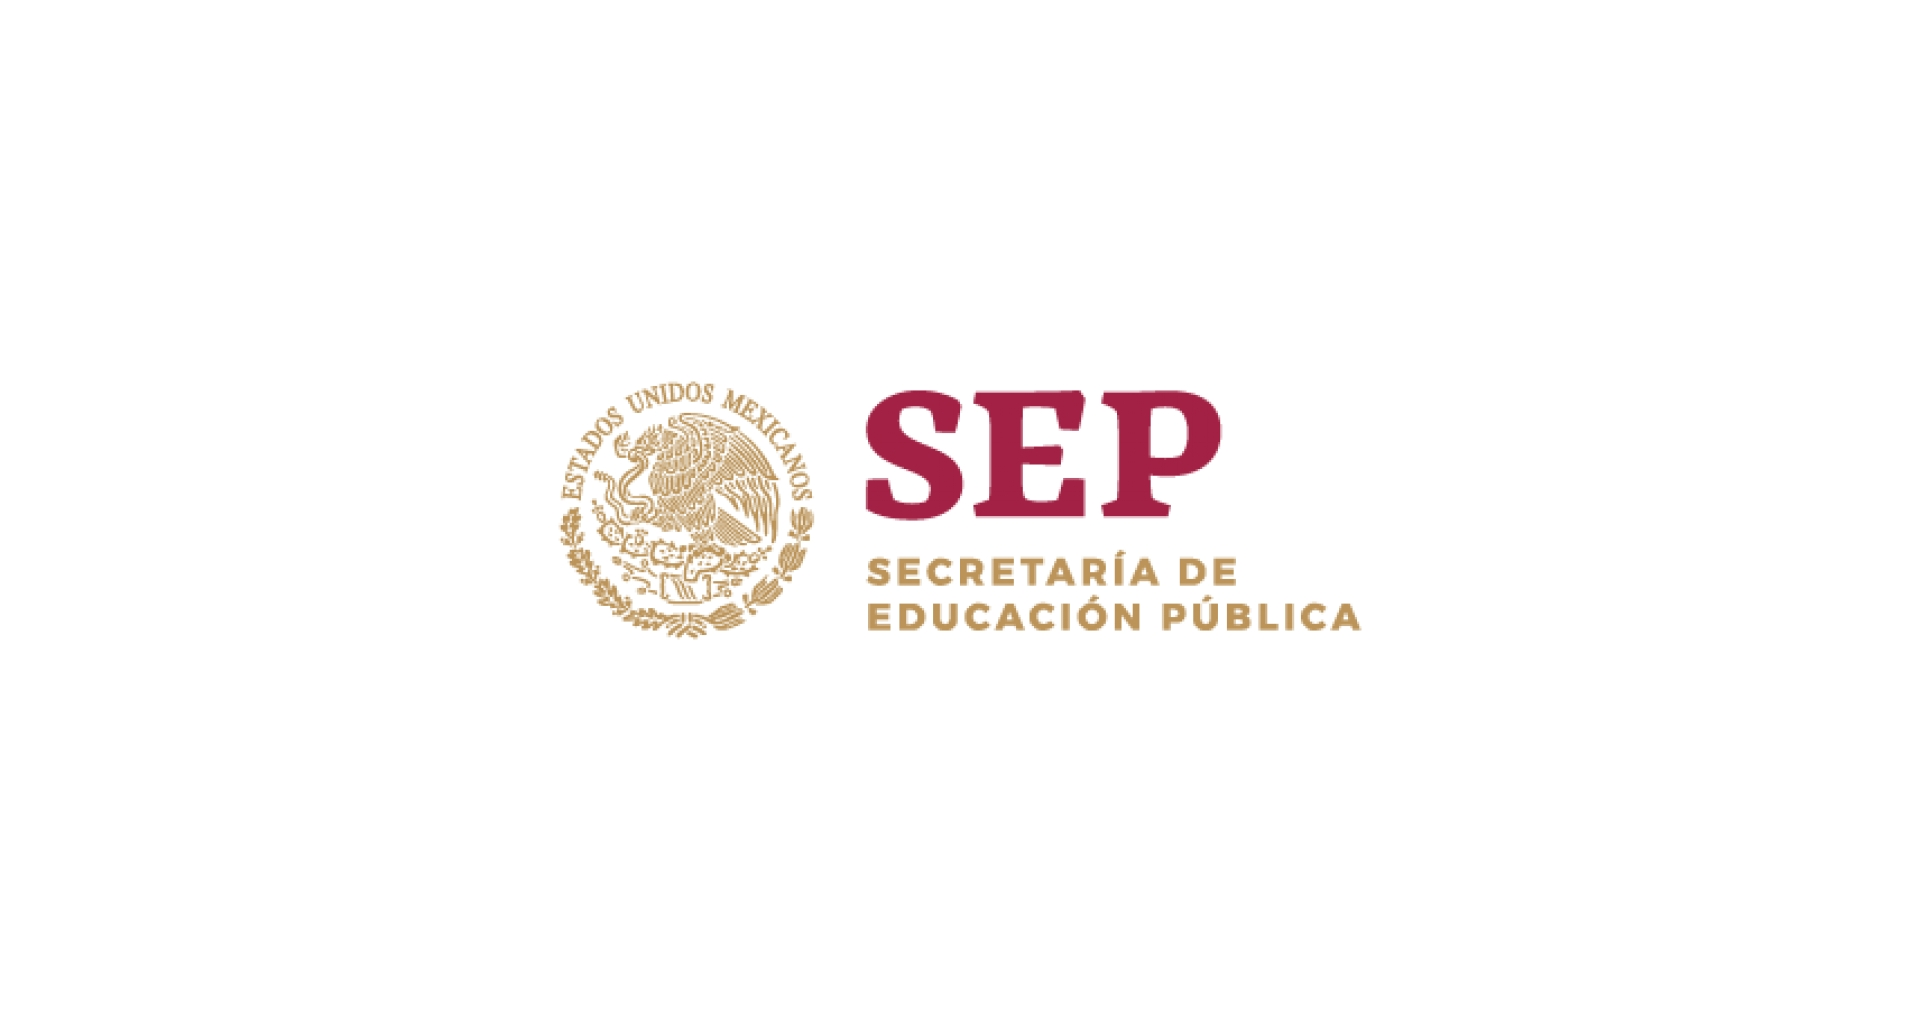 ESTADOS UNIDOS MEXICANOS
SEP
SECRETARÍA DE
EDUCACIÓN PÚBLICA